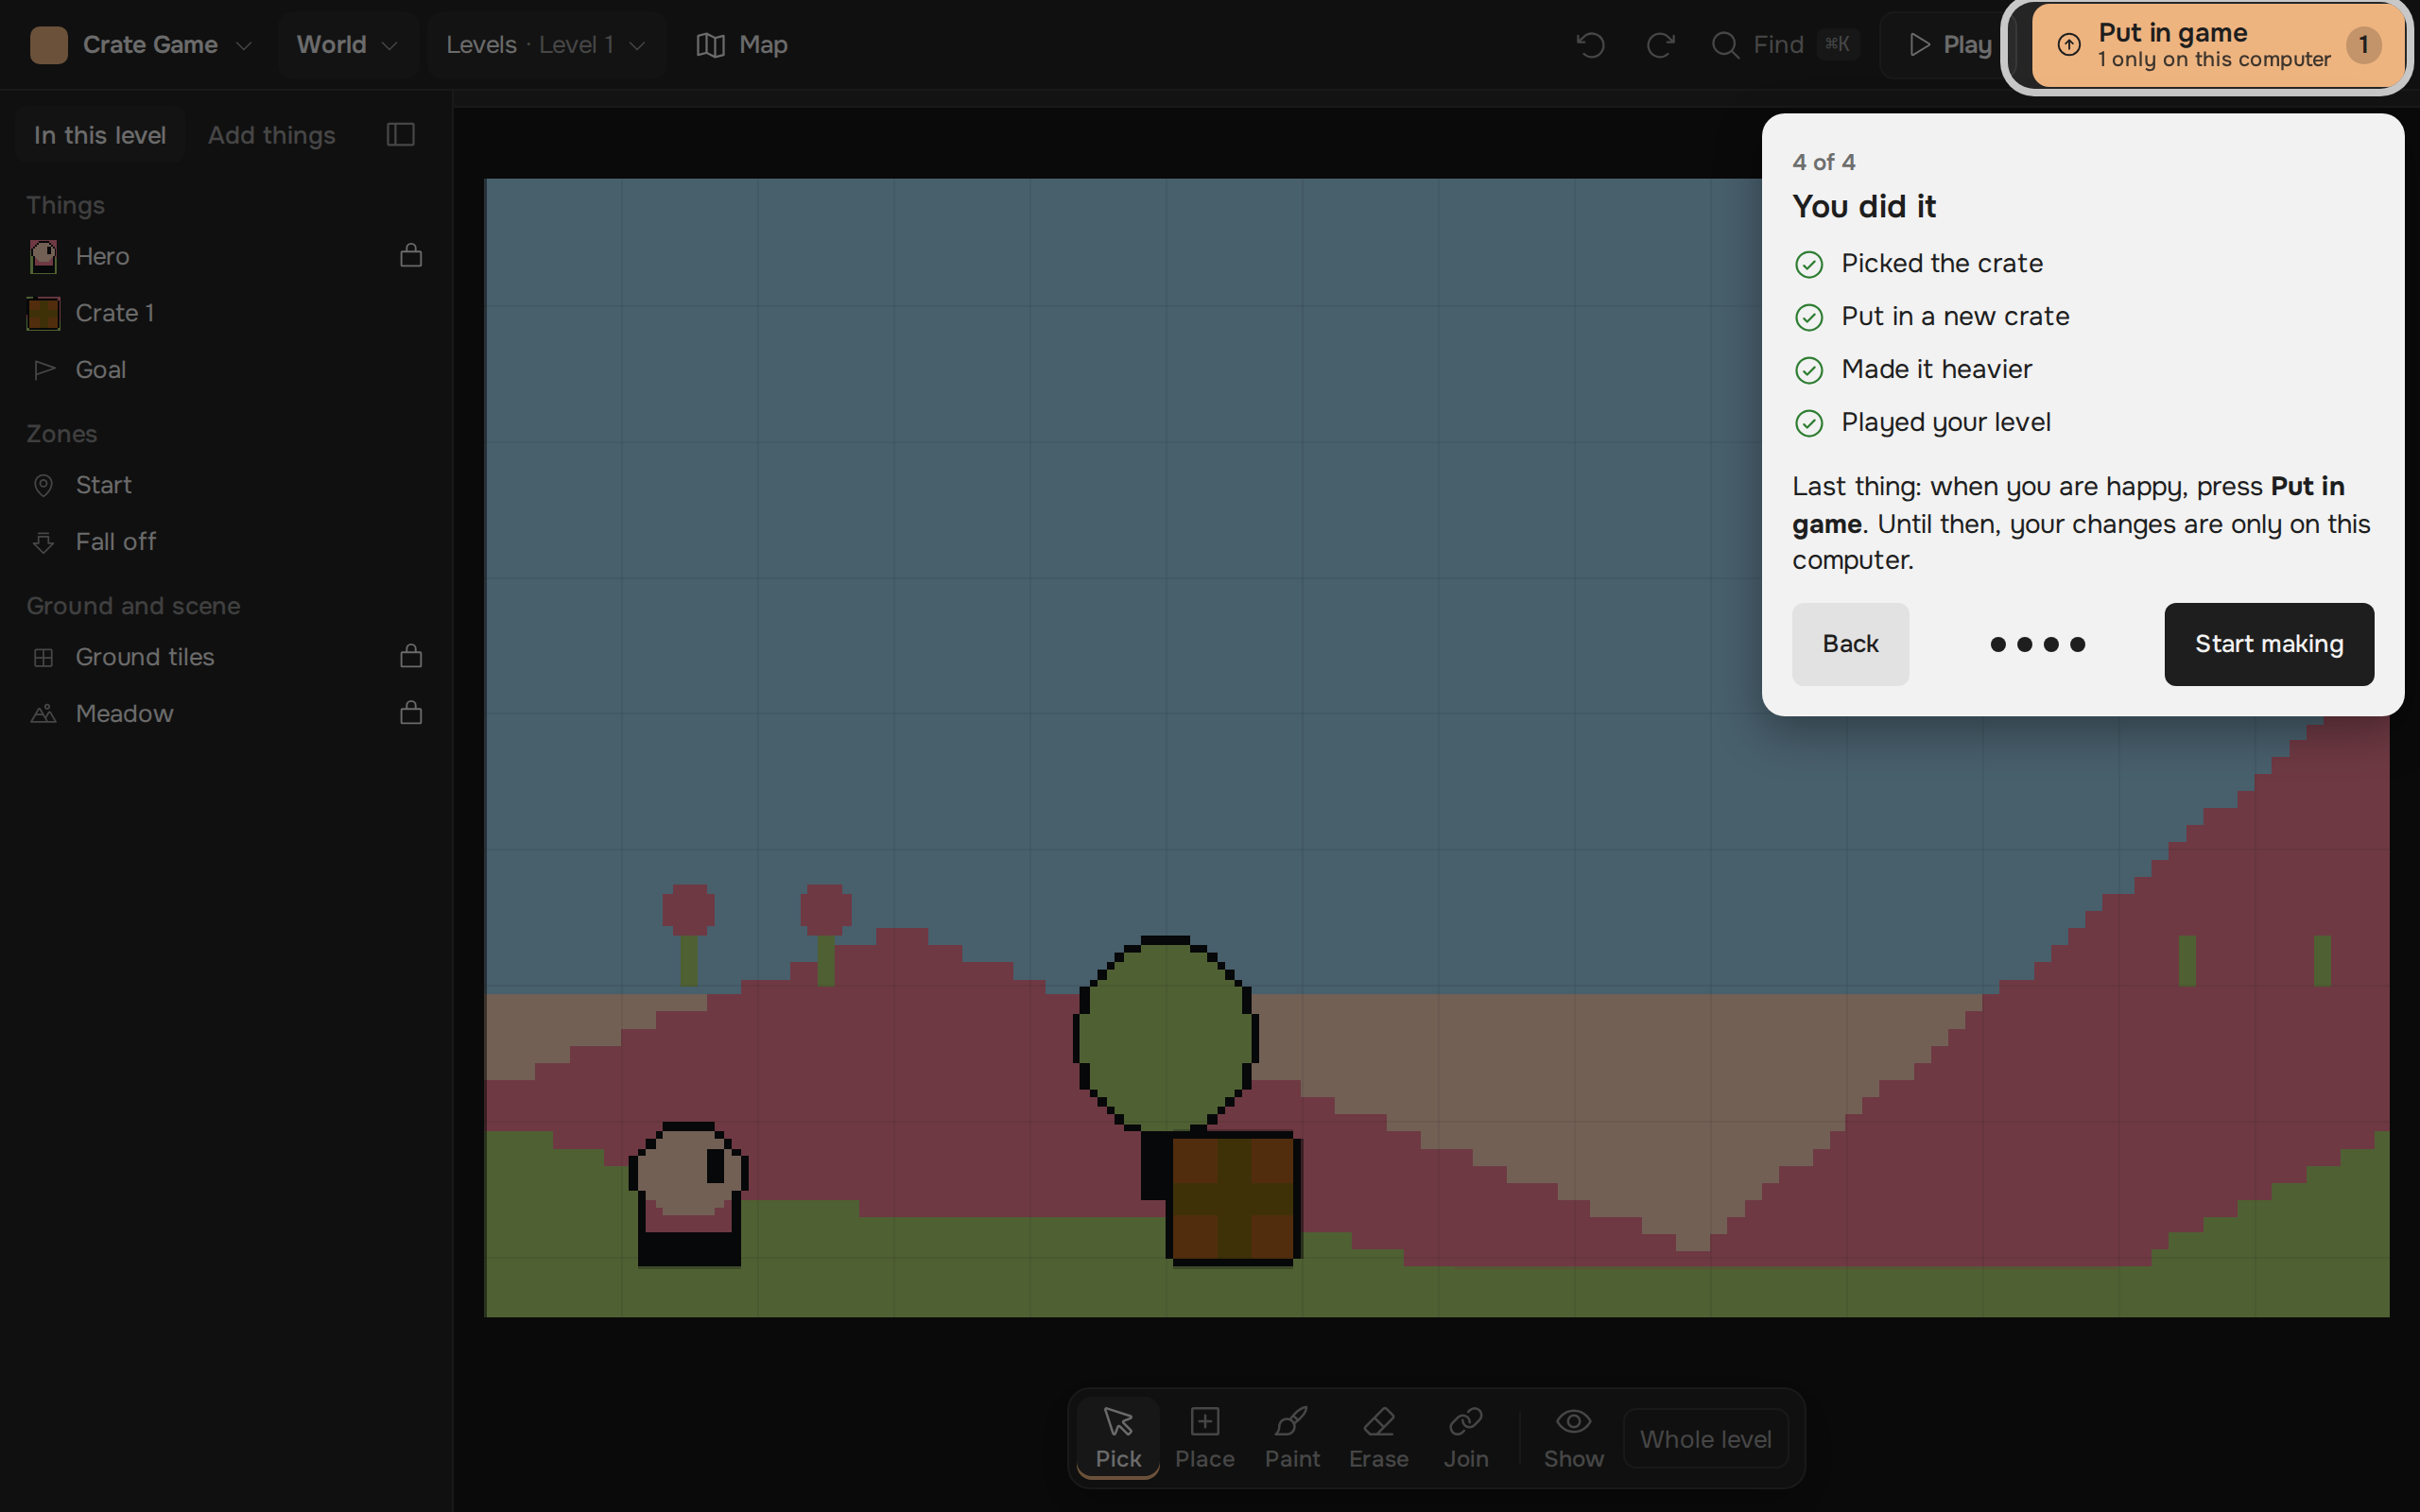 Crate Game
World
Levels · Level 1
Map
Find ⌘K
Play
Put in game
1 only on this computer
1
In this level
Add things
Things
Hero
Crate 1
Goal
Zones
Start
Fall off
Ground and scene
Ground tiles
Meadow
4 of 4
You did it
Picked the crate
Put in a new crate
Made it heavier
Played your level
Last thing: when you are happy, press Put in
game. Until then, your changes are only on this
computer.
Back
Start making
Pick
Place
Paint
Erase
Join
Show
Whole level